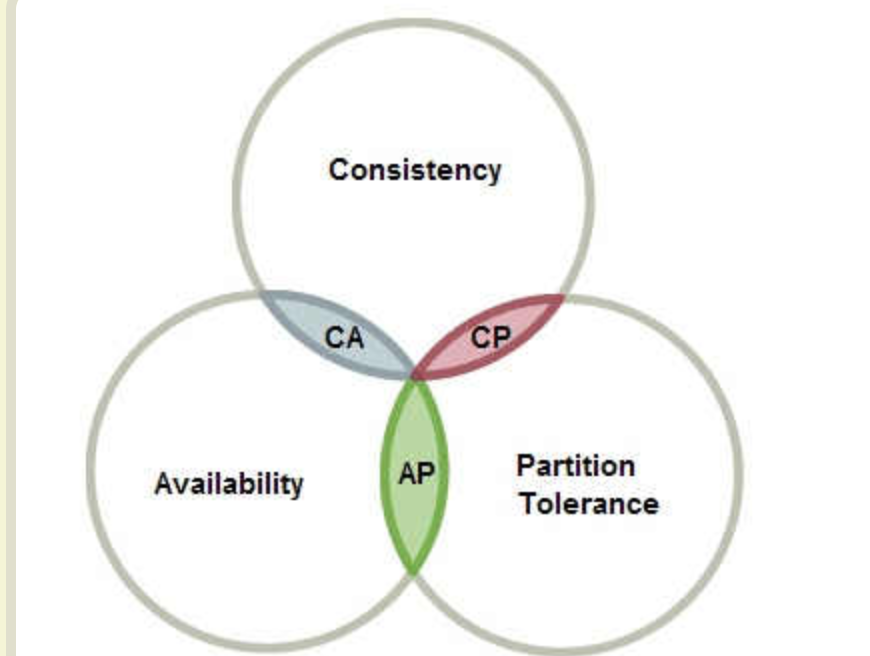 Consistency
CA
CP
Availability
AP
Partition
Tolerance